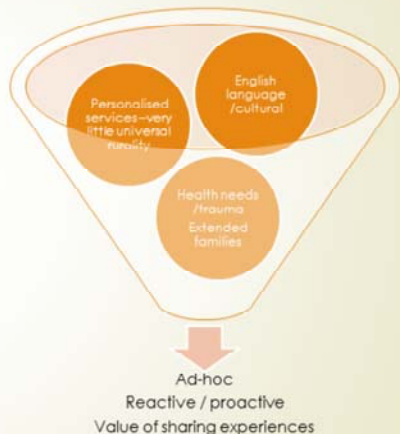 Personalised
services–very
little universal
rurality
English
language
/cultural
Health needs
/trauma
Extended
families
Ad-hoc
Reactive / proactive
Value of sharing experiences